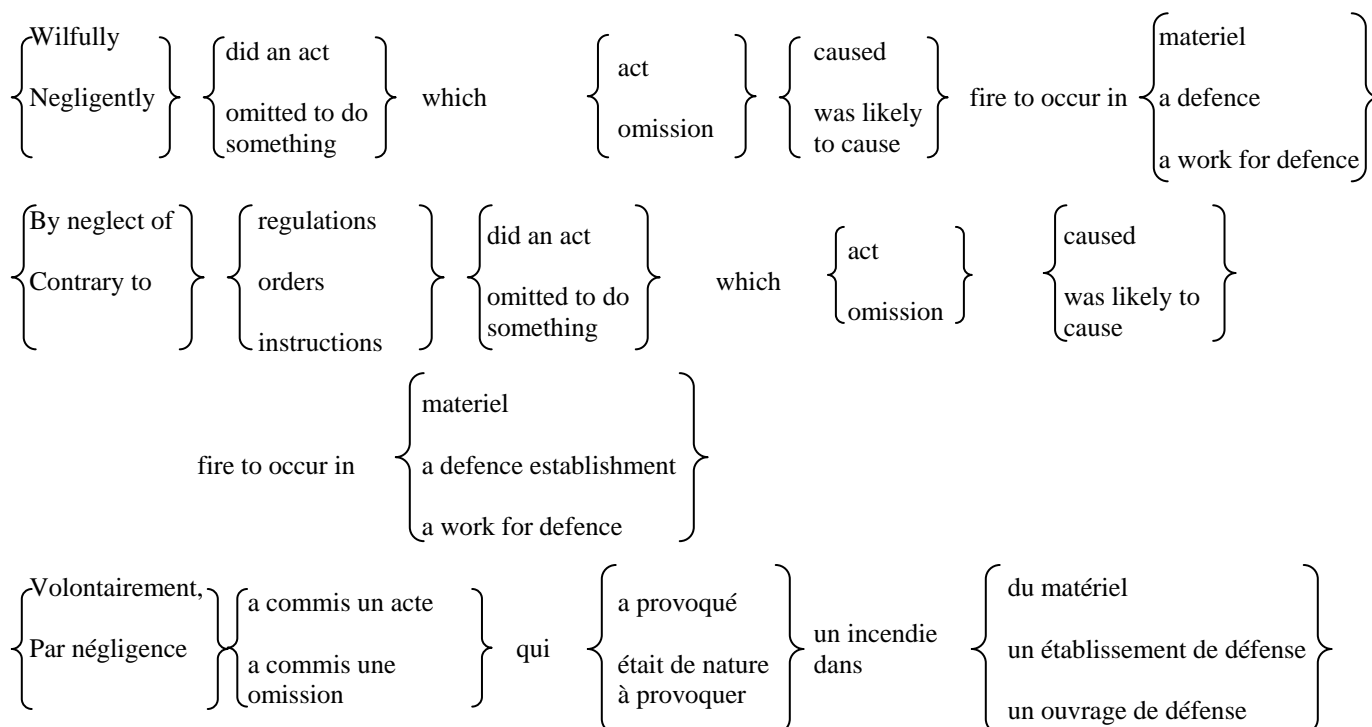 Wilfully
Negligently
did an act
omitted to do
something
which
act
omission
caused
was likely
to cause
fire to occur in
materiel
a defence
a work for defence
By neglect of
Contrary to
regulations
orders
instructions
did an act
omitted to do
something
which
act
omission
caused
was likely to
cause
fire to occur in
materiel
a defence establishment
a work for defence
Volontairement,
Par négligence
a commis un acte
a commis une
omission
qui
a provoqué
était de nature
à provoquer
un incendie
dans
du matériel
un établissement de défense
un ouvrage de défense